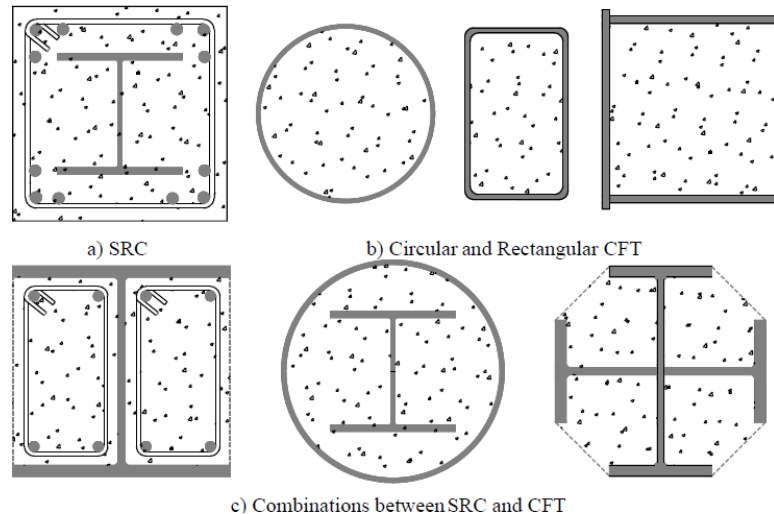 a) SRC
b) Circular and Rectangular CFT
c) Combinations between SRC and CFT